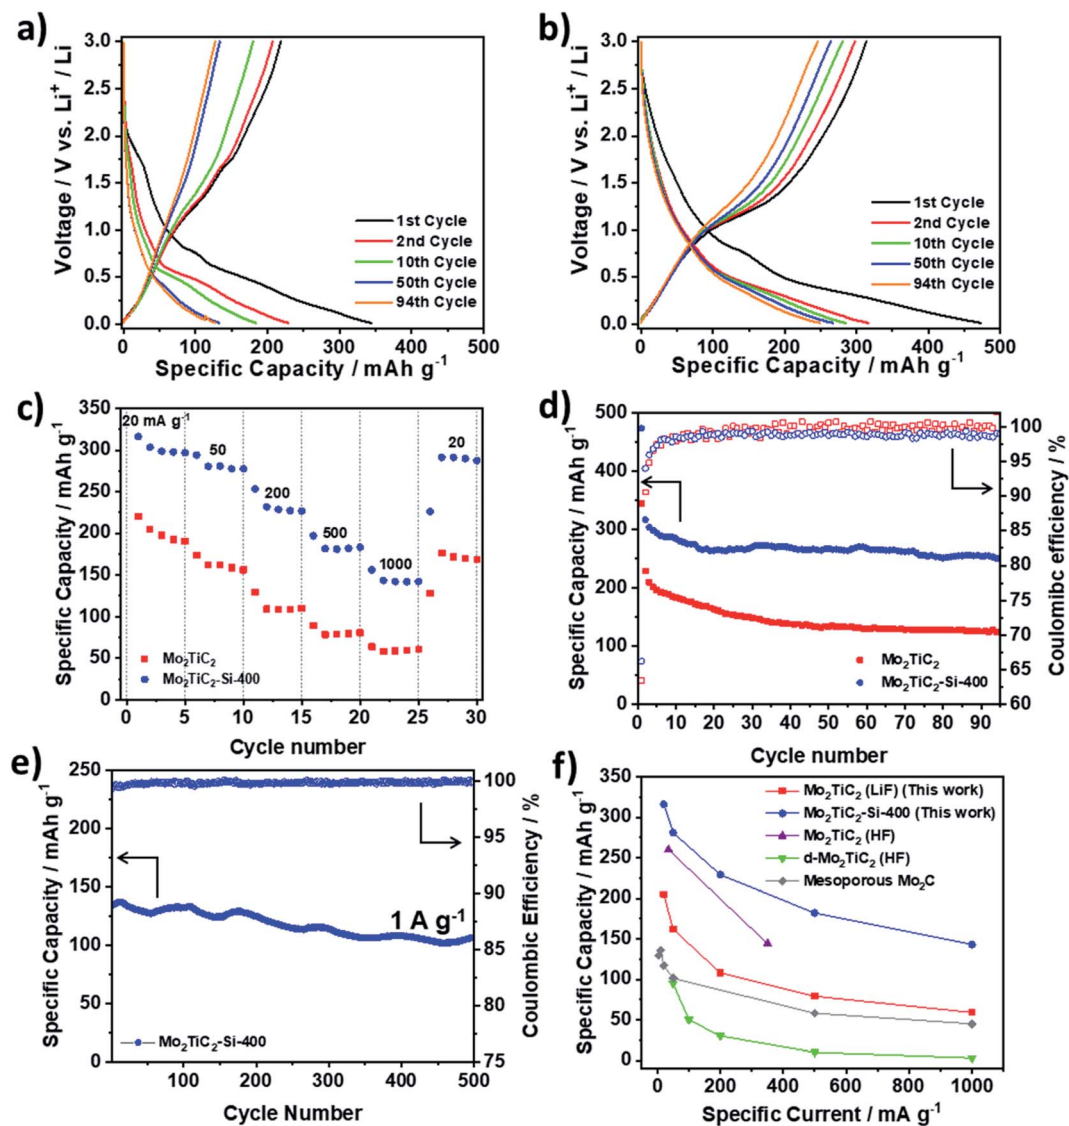 a)
Voltage / V vs. Li+ / Li
3.0
2.5
2.0
1.5
1.0
0.5
0.0
1st Cycle
2nd Cycle
10th Cycle
50th Cycle
94th Cycle
0 100 200 300 400 500
Specific Capacity / mAh g-1
b)
Voltage / V vs. Li+ / Li
3.0
2.5
2.0
1.5
1.0
0.5
0.0
1st Cycle
2nd Cycle
10th Cycle
50th Cycle
94th Cycle
0 100 200 300 400 500
Specific Capacity / mAh g-1
c)
Specific Capacity / mAh g-1
350
300
250
200
150
100
50
0
20 mA g-1
50
200
500
1000
20
Mo2TiC2
Mo2TiC2-Si-400
0 5 10 15 20 25 30
Cycle number
d)
Specific Capacity / mAh g-1
500
400
300
200
100
0
100
95
90
85
80
75
70
65
60
Coulomibc efficiency / %
Mo2TiC2
Mo2TiC2-Si-400
0 10 20 30 40 50 60 70 80 90
Cycle number
e)
Specific Capacity / mAh g-1
250
225
200
175
150
125
100
75
50
25
0
100
95
90
85
80
75
Coulombic Efficiency / %
1 A g-1
Mo2TiC2-Si-400
100 200 300 400 500
Cycle Number
f)
Specific Capacity / mAh g-1
350
300
250
200
150
100
50
0
Mo2TiC2 (LiF) (This work)
Mo2TiC2-Si-400 (This work)
Mo2TiC2 (HF)
d-Mo2TiC2 (HF)
Mesoporous Mo2C
0 200 400 600 800 1000
Specific Current / mA g-1